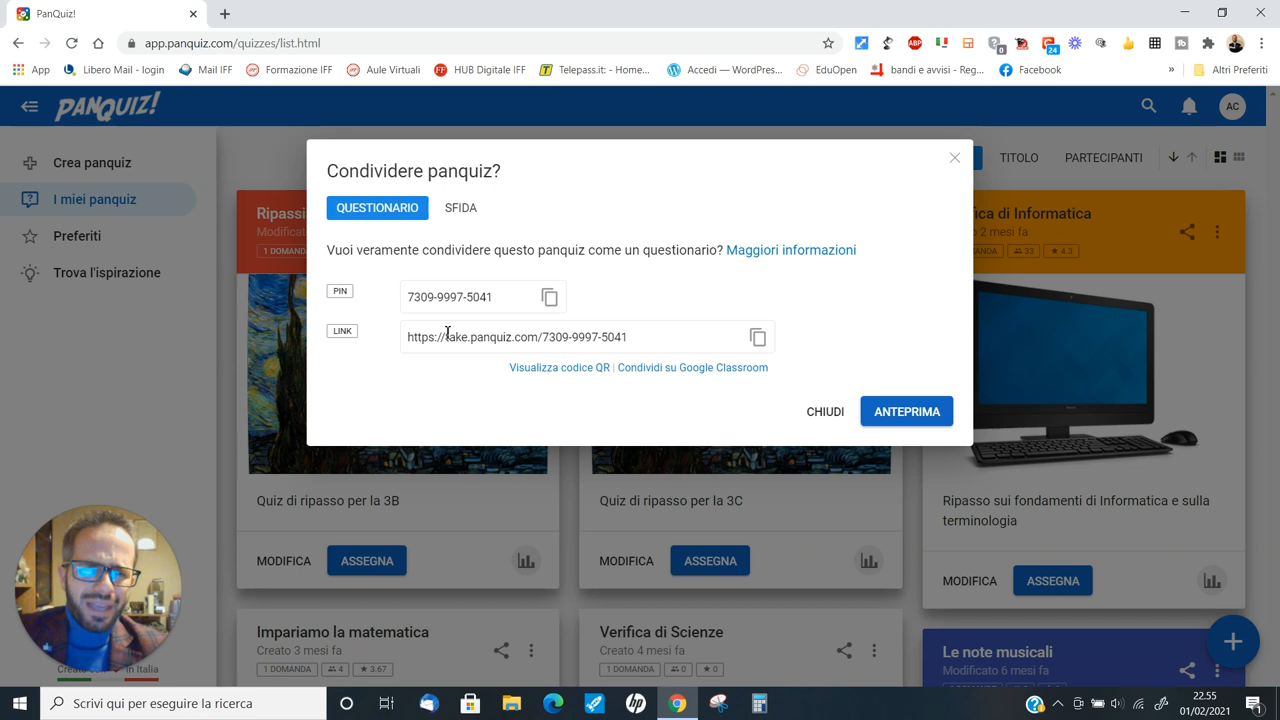 PanQuiz!
app.panquiz.com/quizzes/list.html
ABP
0
24
App
Libero Mail - login
Mail IFF
Formazione IFF
Aule Virtuali
HUB Digitale IFF
Telepass.it: - Home...
Accedi — WordPres...
EduOpen
bandi e avvisi - Reg...
Facebook
»
Altri Preferiti
PANQUIZ!
AC
Crea panquiz
I miei panquiz
Preferiti
Trova l'ispirazione
TITOLO
PARTECIPANTI
Condividere panquiz?
QUESTIONARIO
SFIDA
Vuoi veramente condividere questo panquiz come un questionario? Maggiori informazioni
PIN
7309-9997-5041
LINK
https://take.panquiz.com/7309-9997-5041
Visualizza codice QR | Condividi su Google Classroom
CHIUDI
ANTEPRIMA
Modificat
1 DOMAND
2 mesi fa
33
4.3
Quiz di ripasso per la 3B
MODIFICA
ASSEGNA
Quiz di ripasso per la 3C
MODIFICA
ASSEGNA
Ripasso sui fondamenti di Informatica e sulla
terminologia
MODIFICA
ASSEGNA
Impariamo la matematica
Creato 3 mesi fa
1 DOMANDA
4
3.67
Verifica di Scienze
Creato 4 mesi fa
1 DOMANDA
0
0
Le note musicali
Modificato 6 mesi fa
in Italia
Scrivi qui per eseguire la ricerca
22.55
01/02/2021
1